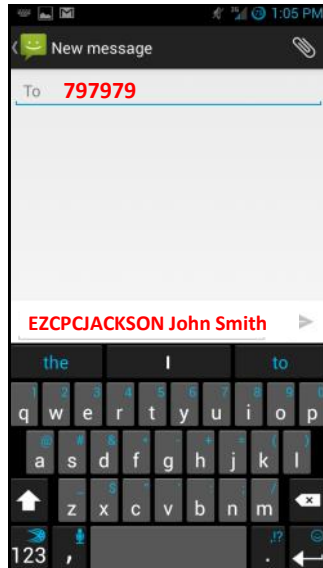 1:05 PM
New message
To 797979
EZCPCJACKSON John Smith
the I to
1 2 3 4 5 6 7 8 9 0
q w e r t y u i o p
@ # & * - + = ( )
a s d f g h j k l
_ $ " ' : ; /
z x c v b n m
,!?
123 , .